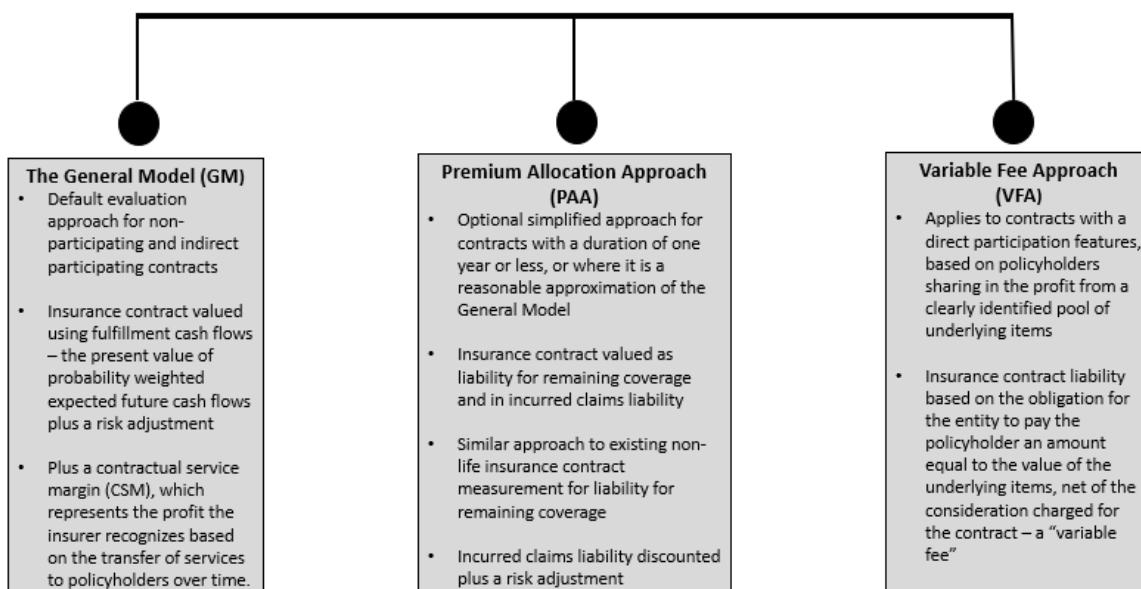 The General Model (GM)
• Default evaluation
approach for non-
participating and indirect
participating contracts
• Insurance contract valued
using fulfillment cash flows
– the present value of
probability weighted
expected future cash flows
plus a risk adjustment
• Plus a contractual service
margin (CSM), which
represents the profit the
insurer recognizes based
on the transfer of services
to policyholders over time.
Premium Allocation Approach
(PAA)
• Optional simplified approach for
contracts with a duration of one
year or less, or where it is a
reasonable approximation of the
General Model
• Insurance contract valued as
liability for remaining coverage
and in incurred claims liability
• Similar approach to existing non-
life insurance contract
measurement for liability for
remaining coverage
• Incurred claims liability discounted
plus a risk adjustment
Variable Fee Approach
(VFA)
• Applies to contracts with a
direct participation features,
based on policyholders
sharing in the profit from a
clearly identified pool of
underlying items
• Insurance contract liability
based on the obligation for
the entity to pay the
policyholder an amount
equal to the value of the
underlying items, net of the
consideration charged for
the contract – a “variable
fee”